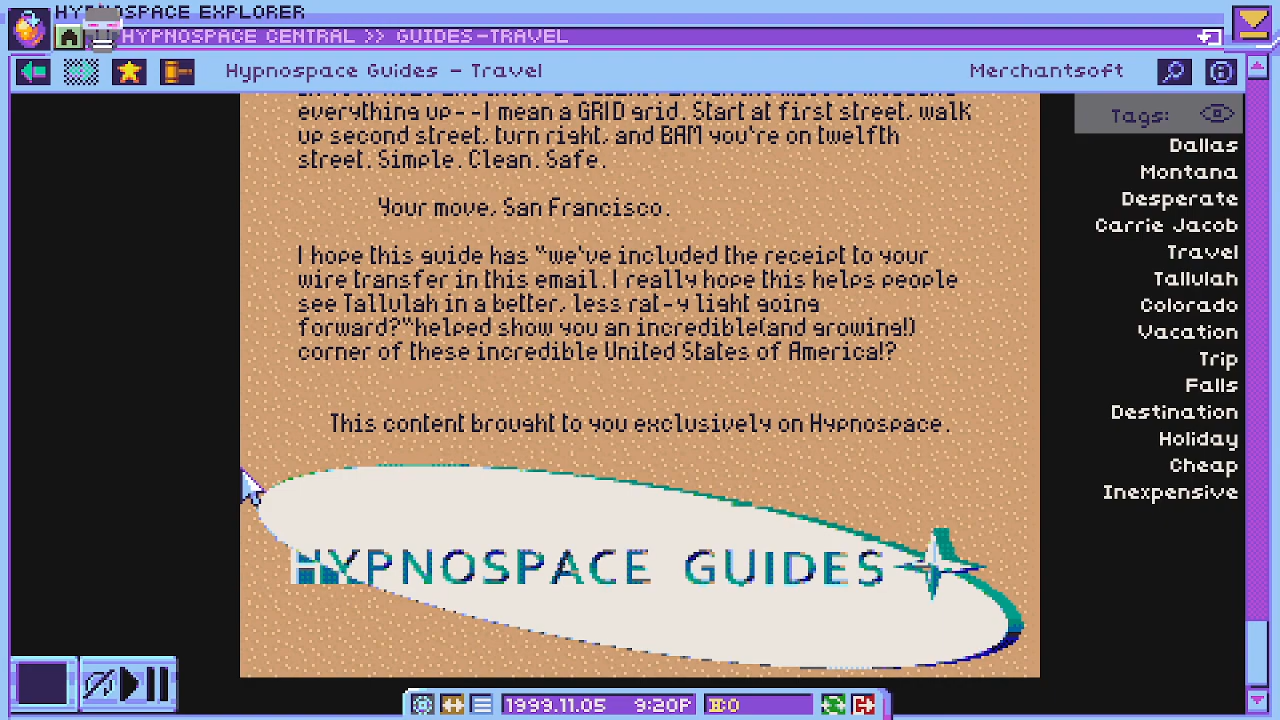 HYPNOSPACE EXPLORER
HYPNOSPACE CENTRAL >> GUIDES-TRAVEL
Hypnospace Guides - Travel
Merchantsoft
everything up--I mean a GRID grid. Start at first street, walk
up second street, turn right, and BAM you're on twelfth
street. Simple. Clean. Safe.
Your move, San Francisco.
I hope this guide has "we've included the receipt to your
wire transfer in this email. I really hope this helps people
see Tallulah in a better, less rat-y light going
forward?"helped show you an incredible(and growing!)
corner of these incredible United States of America!?
This content brought to you exclusively on Hypnospace.
HYPNOSPACE GUIDES
Tags:
Dallas
Montana
Desperate
Carrie Jacob
Travel
Tallulah
Colorado
Vacation
Trip
Falls
Destination
Holiday
Cheap
Inexpensive
1999.11.05 9:20P
0